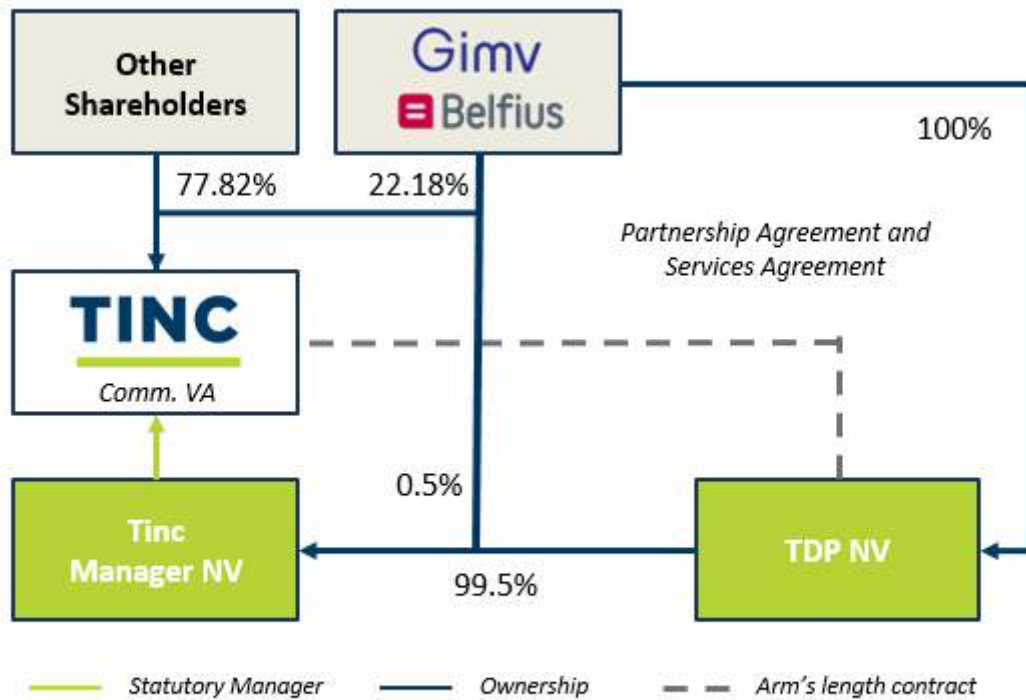 Other
Shareholders
Gimv
Belfius
100%
77.82%
22.18%
Partnership Agreement and
Services Agreement
TINC
Comm. VA
0.5%
Tinc
Manager NV
TDP NV
99.5%
Statutory Manager
Ownership
Arm's length contract